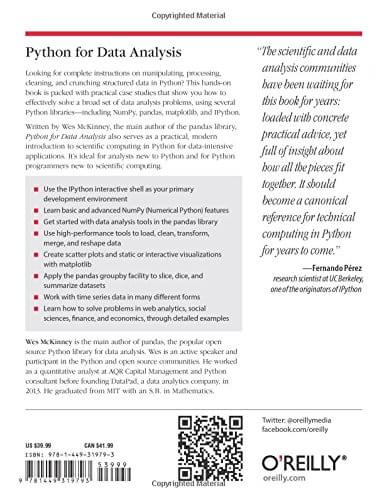 Copyrighted Material
Python for Data Analysis
Looking for complete instructions on manipulating, processing,
cleaning, and crunching structured data in Python? This hands-on
book is packed with practical case studies that show you how to
effectively solve a broad set of data analysis problems, using several
Python libraries—including NumPy, pandas, matplotlib, and IPython.
Written by Wes McKinney, the main author of the pandas library,
Python for Data Analysis also serves as a practical, modern
introduction to scientific computing in Python for data-intensive
applications. It's ideal for analysts new to Python and for Python
programmers new to scientific computing.
Use the IPython interactive shell as your primary
development environment
Learn basic and advanced NumPy (Numerical Python) features
Get started with data analysis tools in the pandas library
Use high-performance tools to load, clean, transform,
merge, and reshape data
Create scatter plots and static or interactive visualizations
with matplotlib
Apply the pandas groupby facility to slice, dice, and
summarize datasets
Work with time series data in many different forms
Learn how to solve problems in web analytics, social
sciences, finance, and economics, through detailed examples
Wes McKinney is the main author of pandas, the popular open
source Python library for data analysis. Wes is an active speaker and
participant in the Python and open source communities. He worked
as a quantitative analyst at AQR Capital Management and Python
consultant before founding DataPad, a data analytics company, in
2013. He graduated from MIT with an S.B. in Mathematics.
“The scientific and data
analysis communities
have been waiting for
this book for years:
loaded with concrete
practical advice, yet
full of insight about
how all the pieces fit
together. It should
become a canonical
reference for technical
computing in Python
for years to come.”
—Fernando Pérez
research scientist at UC Berkeley,
one of the originators of IPython
US $39.99 CAN $41.99
ISBN: 978-1-449-31979-3
53999
9 781449 319793
Twitter: @oreillymedia
facebook.com/oreilly
O'REILLY®
oreilly.com
Copyrighted Material